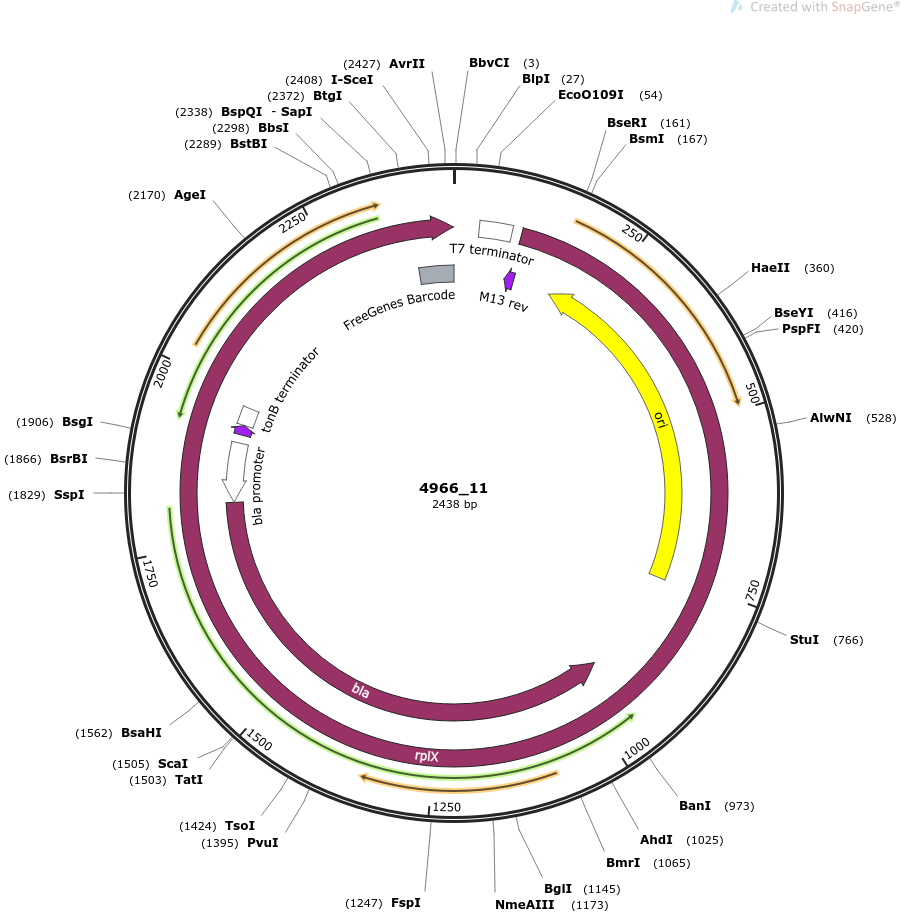 Created with SnapGene®
(2427) AvrII
BbvCI (3)
(2408) I-SceI
BlpI (27)
(2372) BtgI
EcoO109I (54)
(2338) BspQI - SapI
BseRI (161)
(2298) BbsI
BsmI (167)
(2289) BstBI
(2170) AgeI
2250
250
T7 terminator
HaeII (360)
M13 rev
FreeGenes Barcode
BseYI (416)
PspFI (420)
2000
500
tonB terminator
(1906) BsgI
AlwNI (528)
ori
(1866) BsrBI
bla promoter
4966_11
2438 bp
(1829) SspI
1750
750
StuI (766)
bla
(1562) BsaHI
1500
1000
rplX
(1505) ScaI
(1503) TatI
BanI (973)
1250
(1424) TsoI
(1395) PvuI
AhdI (1025)
BmrI (1065)
BglI (1145)
(1247) FspI
NmeAIII (1173)